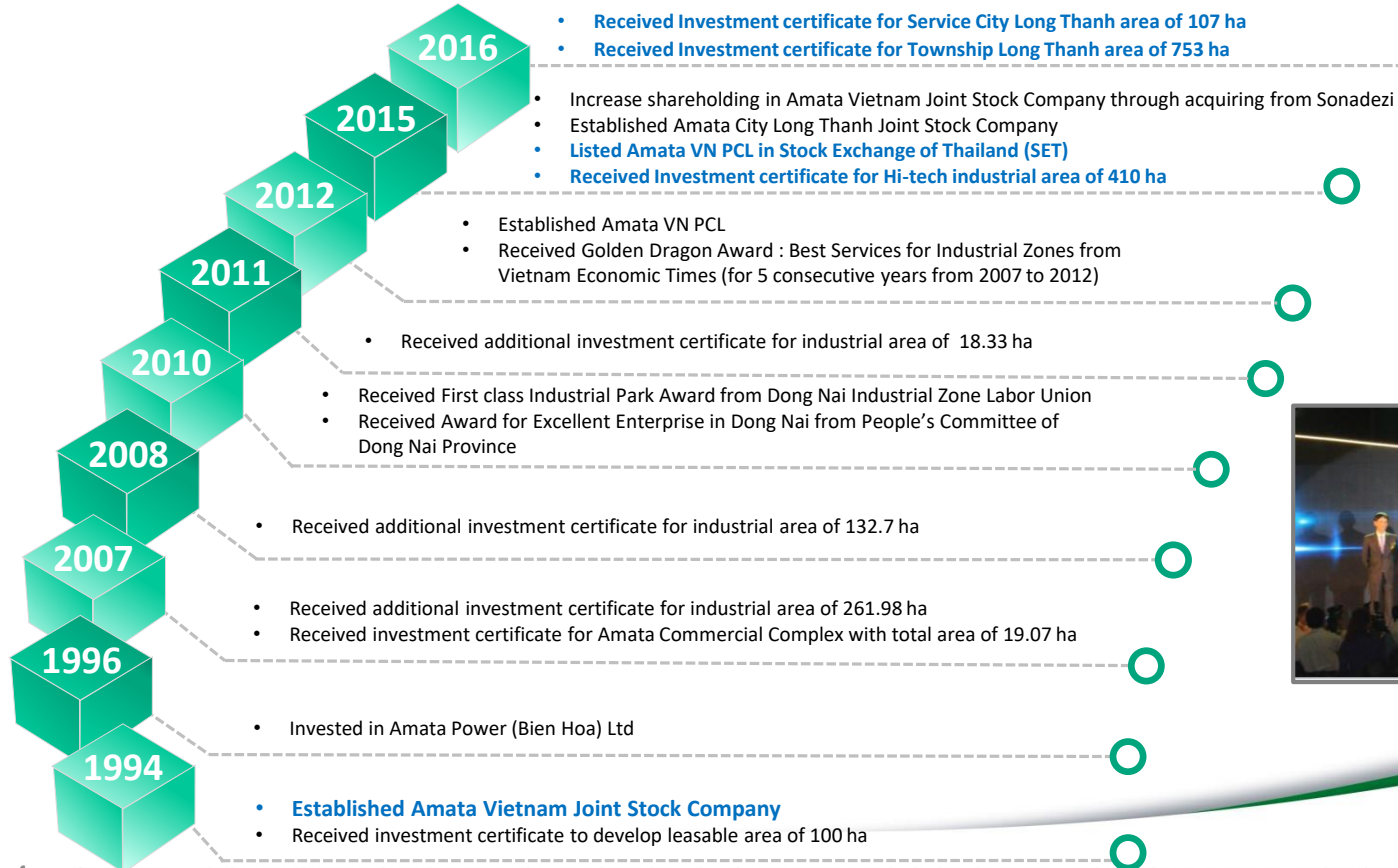 2016
• Received Investment certificate for Service City Long Thanh area of 107 ha
• Received Investment certificate for Township Long Thanh area of 753 ha
2015
• Increase shareholding in Amata Vietnam Joint Stock Company through acquiring from Sonadezi
• Established Amata City Long Thanh Joint Stock Company
• Listed Amata VN PCL in Stock Exchange of Thailand (SET)
• Received Investment certificate for Hi-tech industrial area of 410 ha
2012
• Established Amata VN PCL
• Received Golden Dragon Award : Best Services for Industrial Zones from
Vietnam Economic Times (for 5 consecutive years from 2007 to 2012)
2011
• Received additional investment certificate for industrial area of 18.33 ha
2010
• Received First class Industrial Park Award from Dong Nai Industrial Zone Labor Union
• Received Award for Excellent Enterprise in Dong Nai from People’s Committee of
Dong Nai Province
2008
• Received additional investment certificate for industrial area of 132.7 ha
2007
• Received additional investment certificate for industrial area of 261.98 ha
• Received investment certificate for Amata Commercial Complex with total area of 19.07 ha
1996
• Invested in Amata Power (Bien Hoa) Ltd
1994
• Established Amata Vietnam Joint Stock Company
• Received investment certificate to develop leasable area of 100 ha